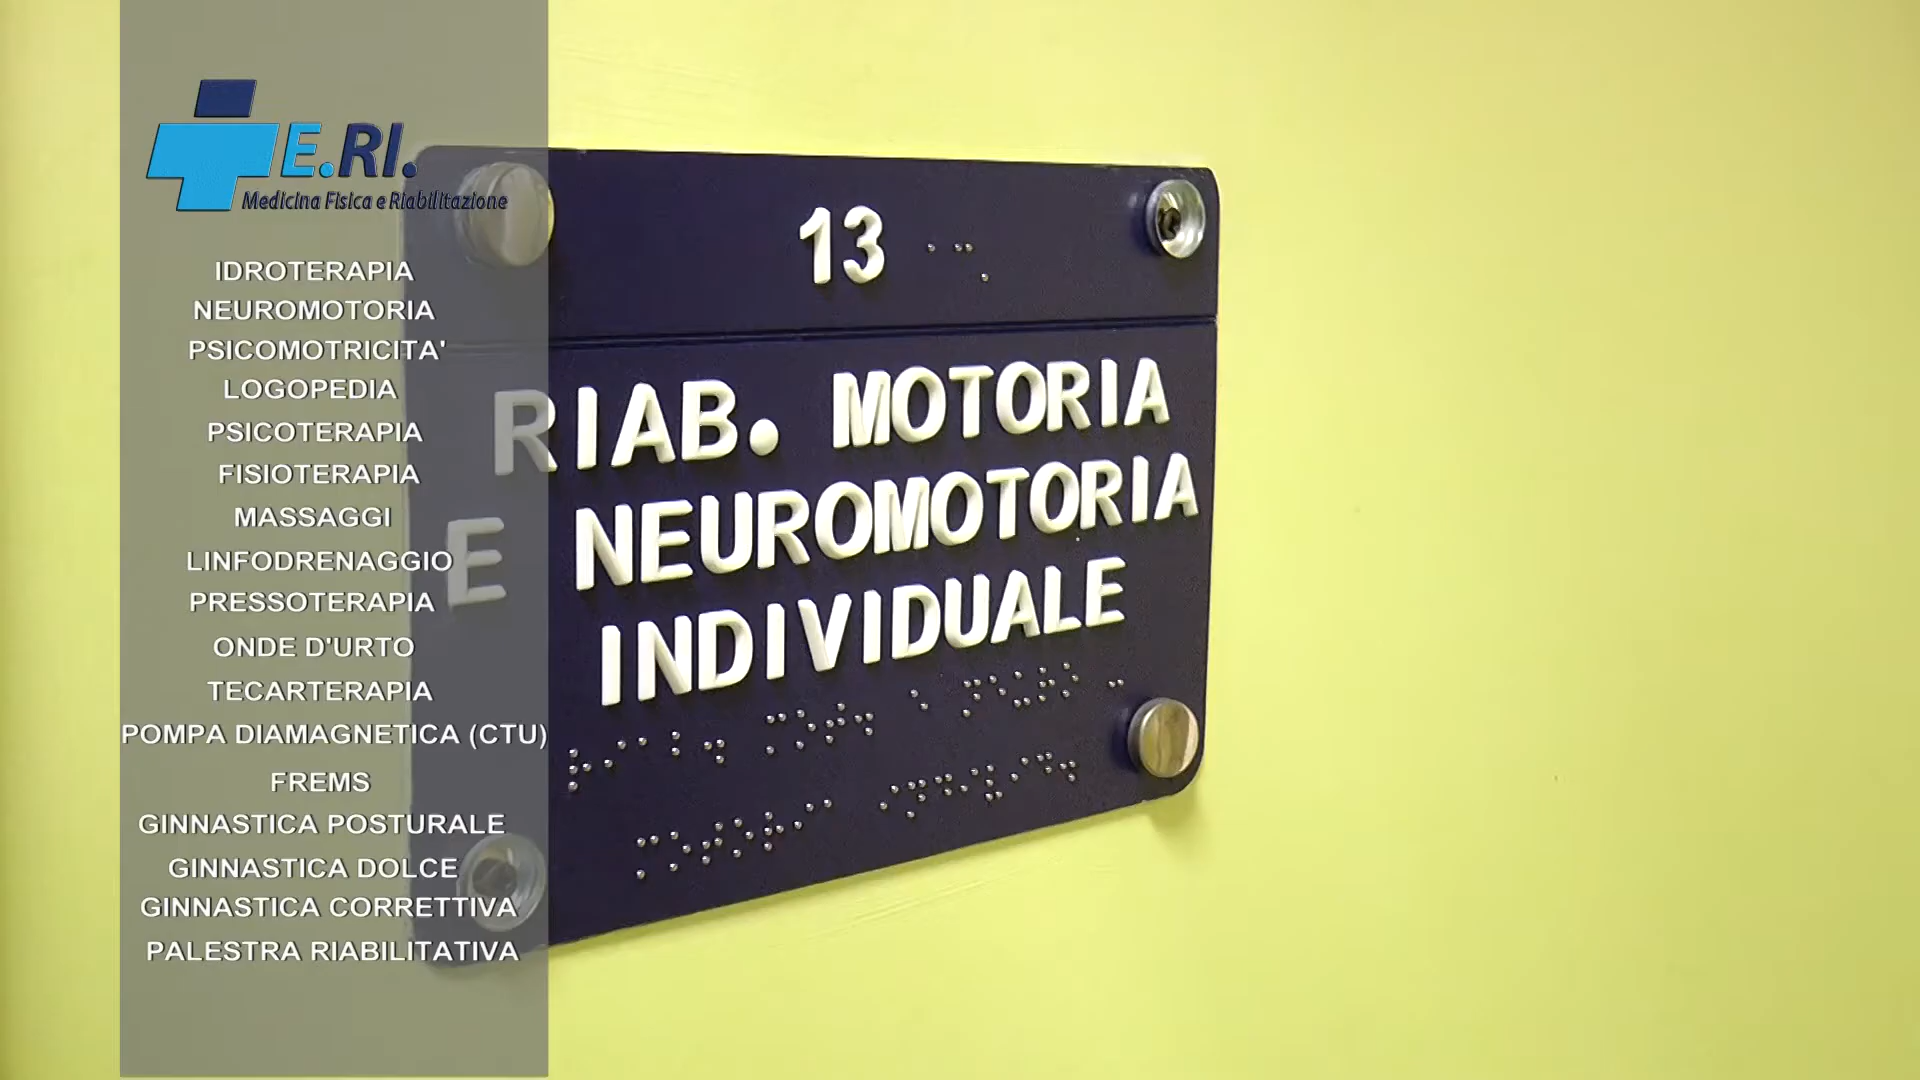 E.RI.
Medicina Fisica e Riabilitazione
IDROTERAPIA
NEUROMOTORIA
PSICOMOTRICITA'
LOGOPEDIA
PSICOTERAPIA
FISIOTERAPIA
MASSAGGI
LINFODRENAGGIO
PRESSOTERAPIA
ONDE D'URTO
TECARTERAPIA
POMPA DIAMAGNETICA (CTU)
FREMS
GINNASTICA POSTURALE
GINNASTICA DOLCE
GINNASTICA CORRETTIVA
PALESTRA RIABILITATIVA
13
RIAB. MOTORIA
E NEUROMOTORIA
INDIVIDUALE